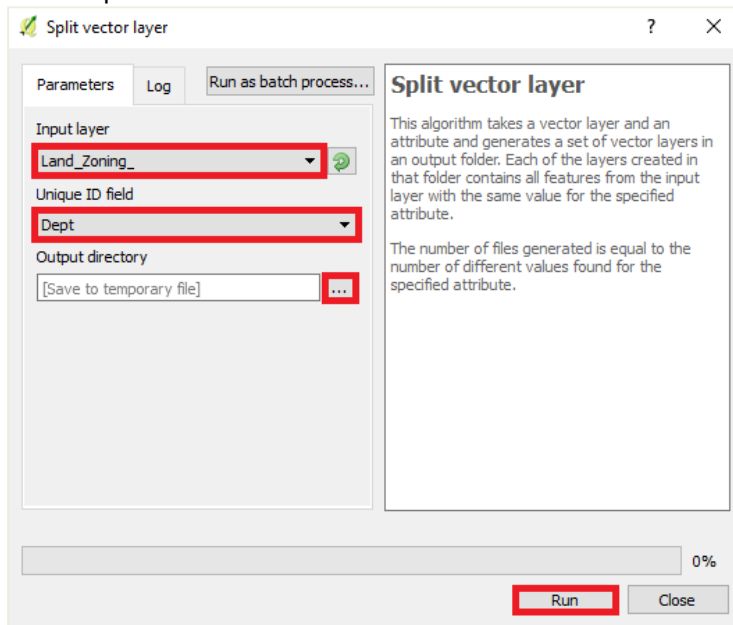 Split vector layer
?
Parameters
Log
Run as batch process...
Input layer
Land_Zoning_
Unique ID field
Dept
Output directory
[Save to temporary file]
...
Split vector layer
This algorithm takes a vector layer and an
attribute and generates a set of vector layers in
an output folder. Each of the layers created in
that folder contains all features from the input
layer with the same value for the specified
attribute.
The number of files generated is equal to the
number of different values found for the
specified attribute.
0%
Run
Close